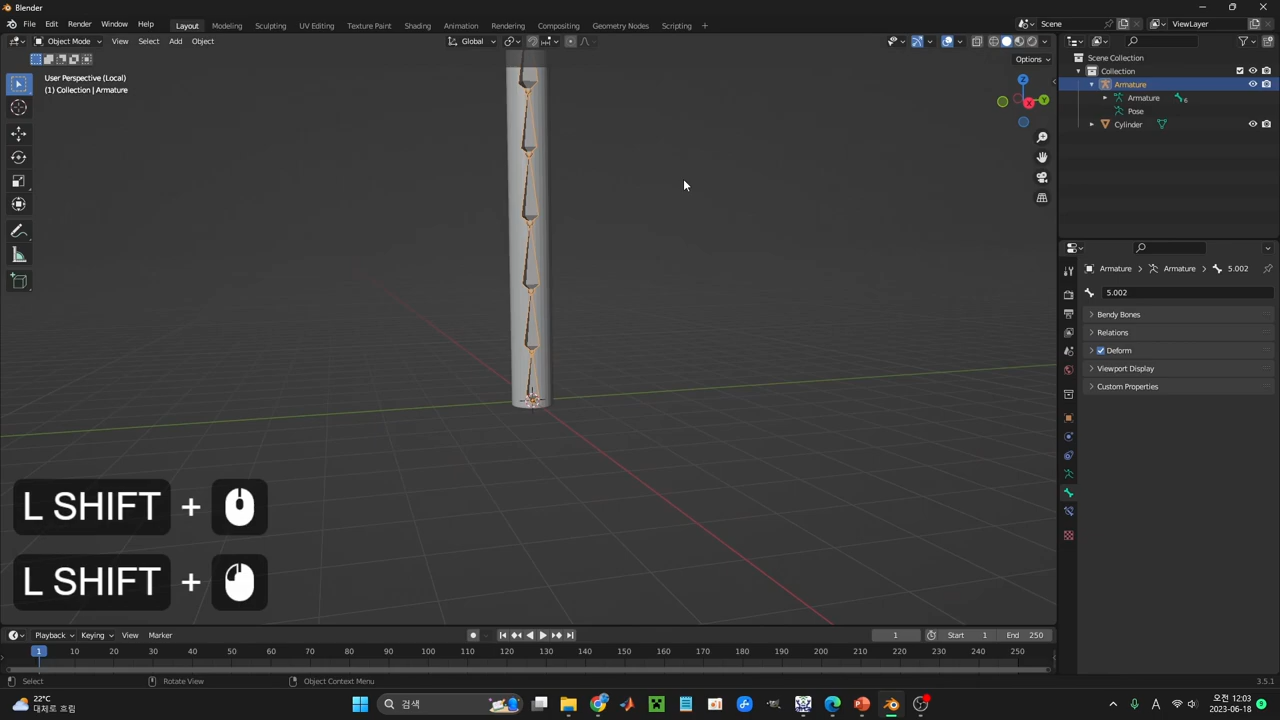 Blender
File Edit Render Window Help Layout Modeling Sculpting UV Editing Texture Paint Shading Animation Rendering Compositing Geometry Nodes Scripting + Scene ViewLayer
Object Mode View Select Add Object Global
Options
User Perspective (Local)
(1) Collection | Armature
Z
Y
X
Scene Collection
Collection
Armature
Armature 6
Pose
Cylinder
Armature > Armature > 5.002
5.002
Bendy Bones
Relations
Deform
Viewport Display
Custom Properties
L SHIFT +
L SHIFT +
Playback Keying View Marker 1 Start 1 End 250
1 10 20 30 40 50 60 70 80 90 100 110 120 130 140 150 160 170 180 190 200 210 220 230 240 250
Select Rotate View Object Context Menu 3.5.1
22°C
대체로 흐림
검색
A
오전 12:03
2023-06-18